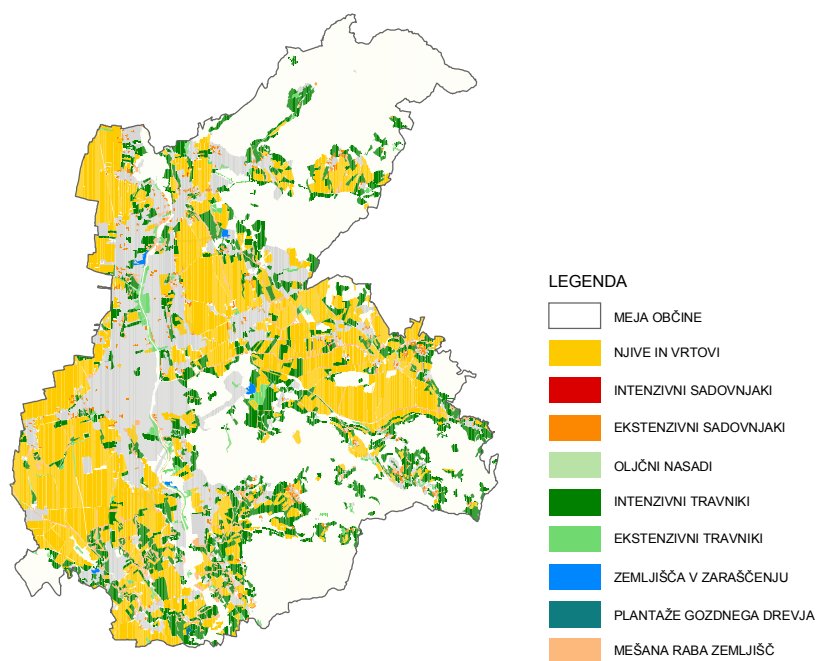 LEGENDA
MEJA OBČINE
NJIVE IN VRTOVI
INTENZIVNI SADOVNJAKI
EKSTENZIVNI SADOVNJAKI
OLJČNI NASADI
INTENZIVNI TRAVNIKI
EKSTENZIVNI TRAVNIKI
ZEMLJIŠČA V ZARAŠČENJU
PLANTAŽE GOZDNEGA DREVJA
MEŠANA RABA ZEMLJIŠČ